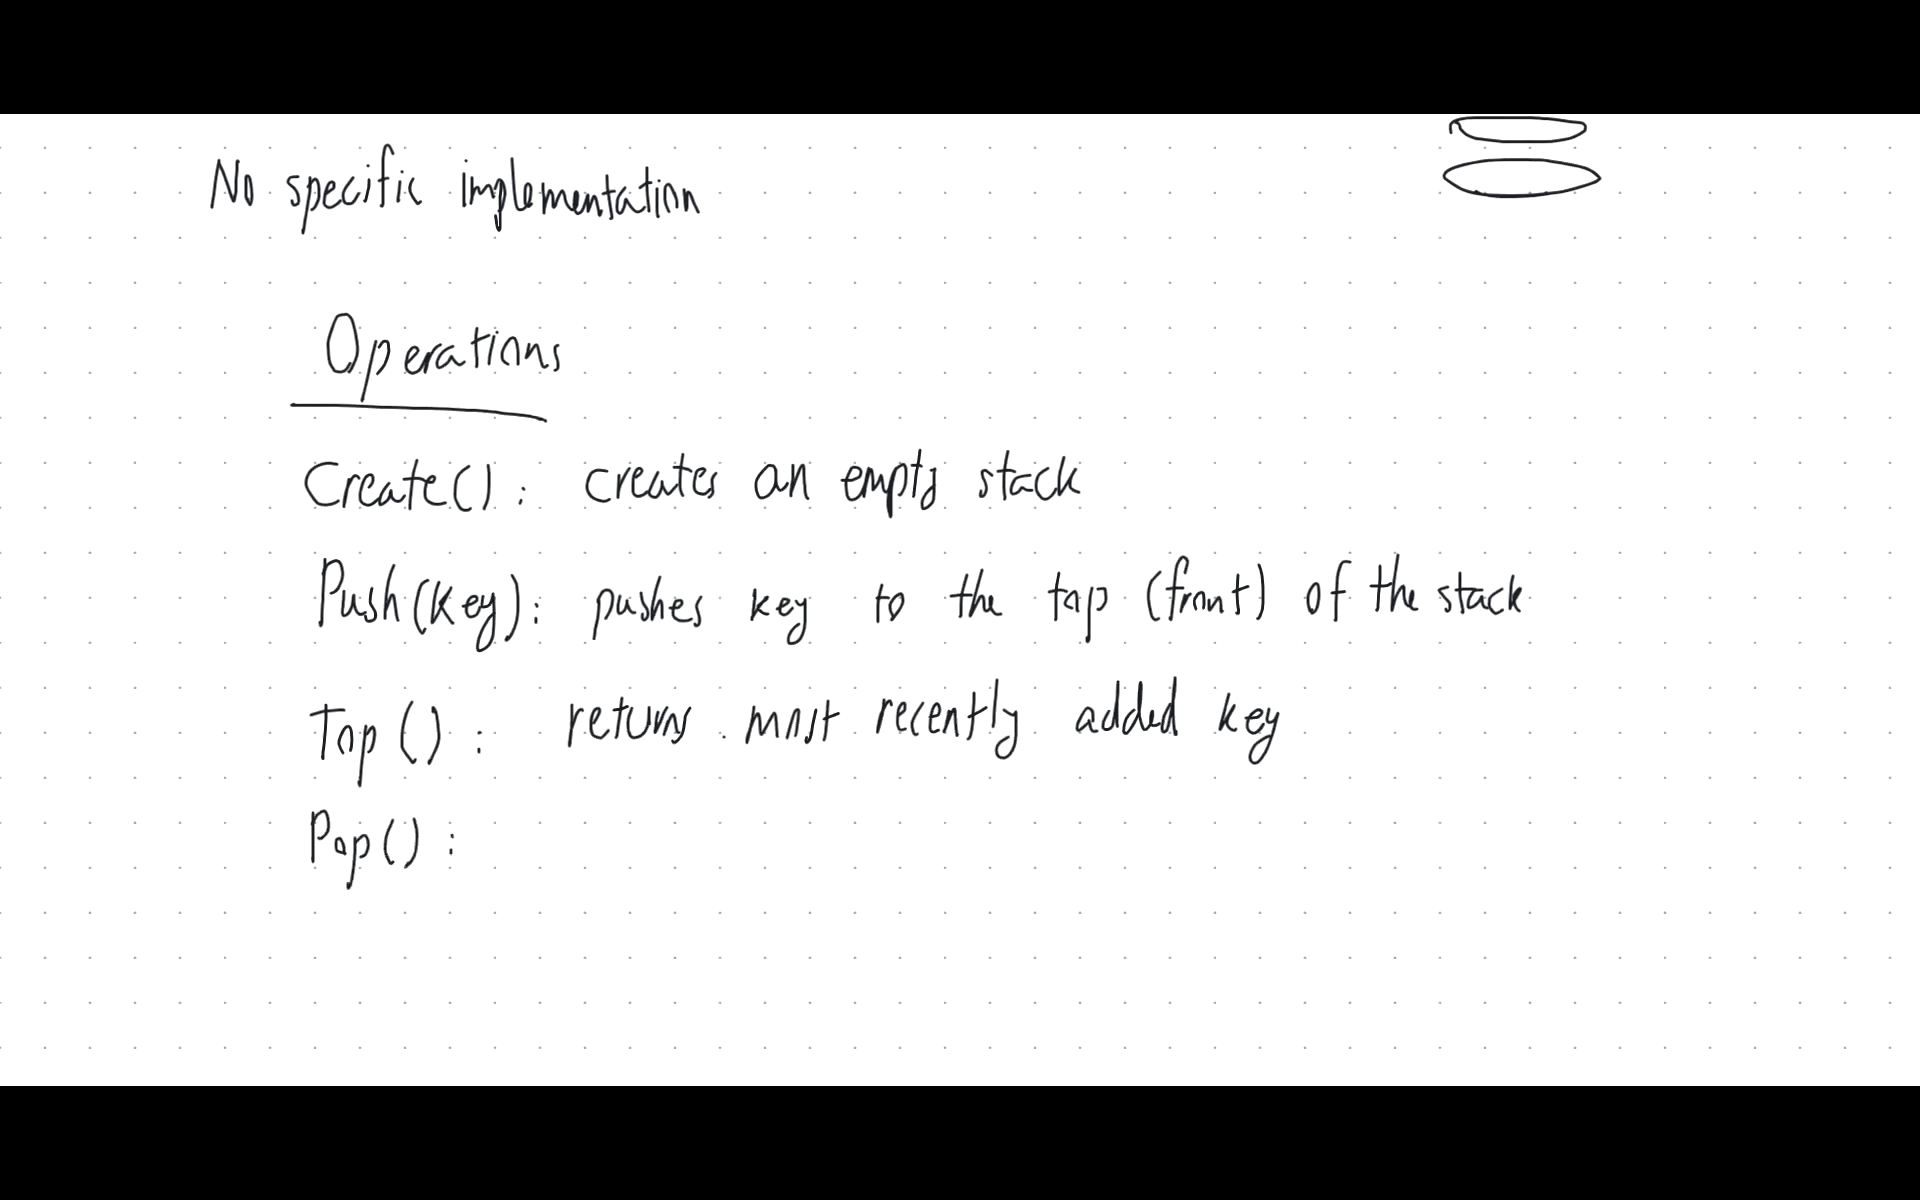 No specific implementation
Operations
Create(): creates an empty stack
Push(Key): pushes key to the top (front) of the stack
Top(): returns most recently added key
Pop():